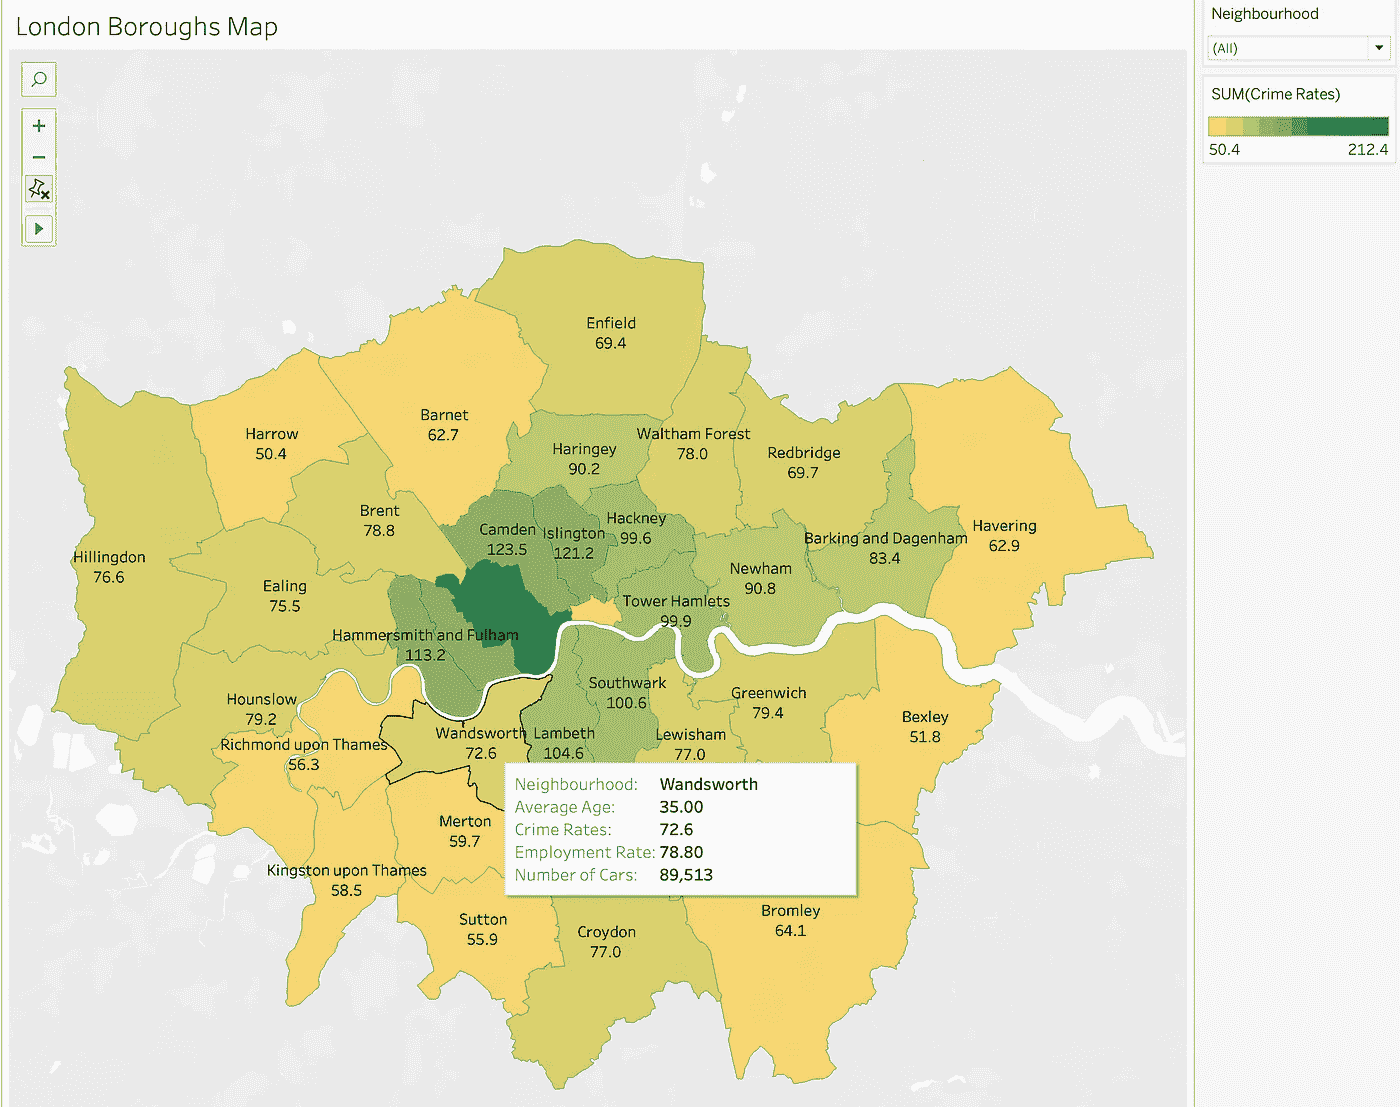 London Boroughs Map
Neighbourhood
(All)
SUM(Crime Rates)
50.4 212.4
Enfield
69.4
Barnet
62.7
Harrow
50.4
Haringey
90.2
Waltham Forest
78.0
Redbridge
69.7
Brent
78.8
Camden
123.5
Islington
121.2
Hackney
99.6
Barking and Dagenham
83.4
Havering
62.9
Hillingdon
76.6
Ealing
75.5
Newham
90.8
Tower Hamlets
99.9
Hammersmith and Fulham
113.2
Hounslow
79.2
Southwark
100.6
Greenwich
79.4
Bexley
51.8
Richmond upon Thames
56.3
Wandsworth
72.6
Lambeth
104.6
Lewisham
77.0
Neighbourhood: Wandsworth
Average Age: 35.00
Crime Rates: 72.6
Employment Rate: 78.80
Number of Cars: 89,513
Merton
59.7
Kingston upon Thames
58.5
Sutton
55.9
Croydon
77.0
Bromley
64.1